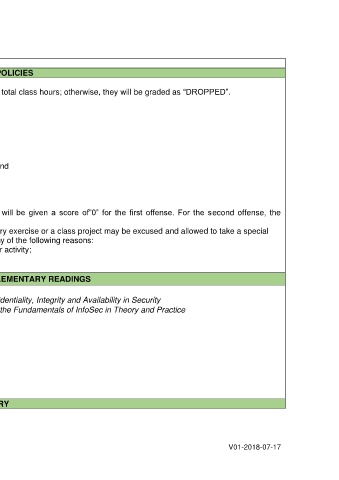 POLICIES
total class hours; otherwise, they will be graded as “DROPPED”.
nd
will be given a score of“0” for the first offense. For the second offense, the
ry exercise or a class project may be excused and allowed to take a special
y of the following reasons:
r activity;
EMENTARY READINGS
identiality, Integrity and Availability in Security
the Fundamentals of InfoSec in Theory and Practice
RY
V01-2018-07-17